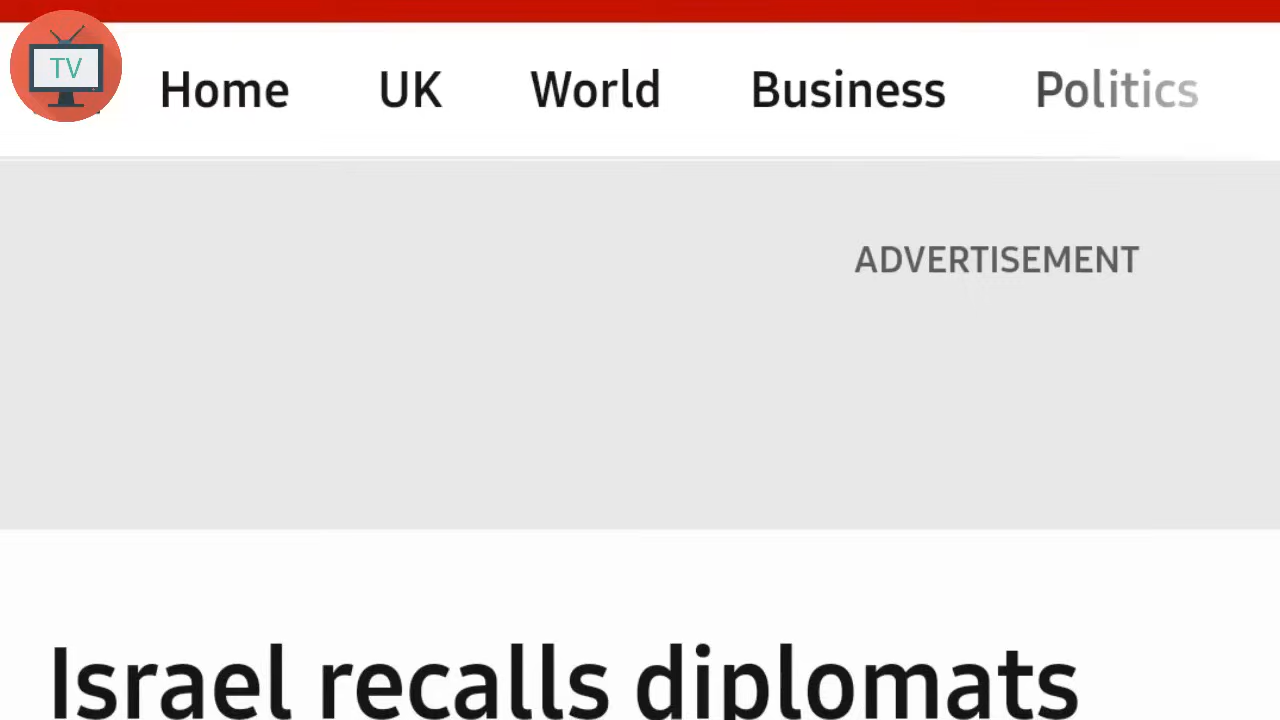 TV
Home UK World Business Politics
ADVERTISEMENT
Israel recalls diplomats